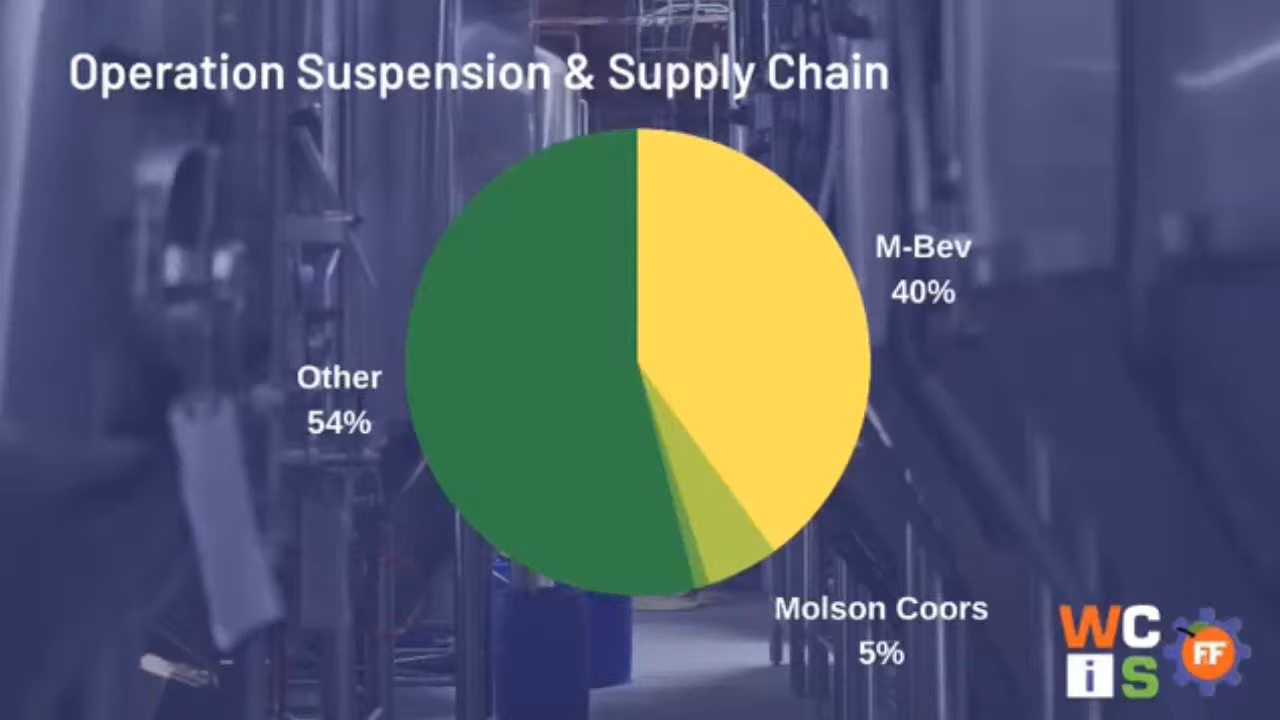 Operation Suspension & Supply Chain
M-Bev
40%
Other
54%
Molson Coors
5%
WC
iS
FF